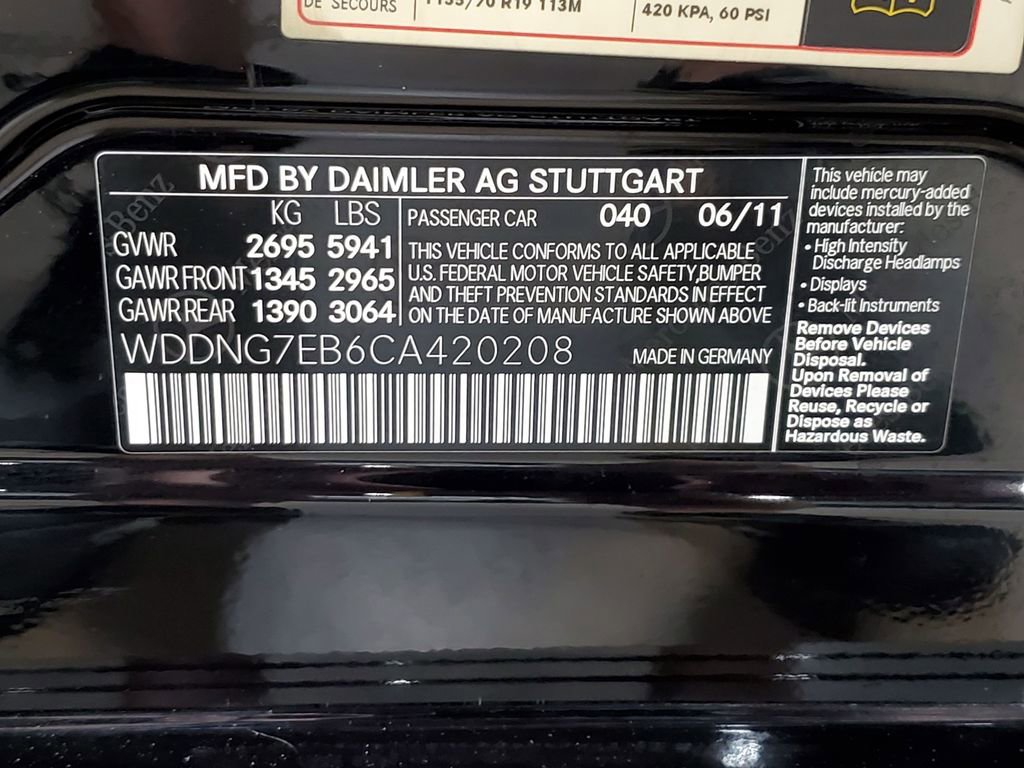 DE SECOURS
R19 113M
420 KPA, 60 PSI
MFD BY DAIMLER AG STUTTGART
KG LBS
GVWR 2695 5941
GAWR FRONT 1345 2965
GAWR REAR 1390 3064
PASSENGER CAR 040 06/11
THIS VEHICLE CONFORMS TO ALL APPLICABLE
U.S. FEDERAL MOTOR VEHICLE SAFETY,BUMPER
AND THEFT PREVENTION STANDARDS IN EFFECT
ON THE DATE OF MANUFACTURE SHOWN ABOVE
WDDNG7EB6CA420208 MADE IN GERMANY
This vehicle may
include mercury-added
devices installed by the
manufacturer:
• High Intensity
Discharge Headlamps
• Displays
• Back-lit Instruments
Remove Devices
Before Vehicle
Disposal.
Upon Removal of
Devices Please
Reuse, Recycle or
Dispose as
Hazardous Waste.